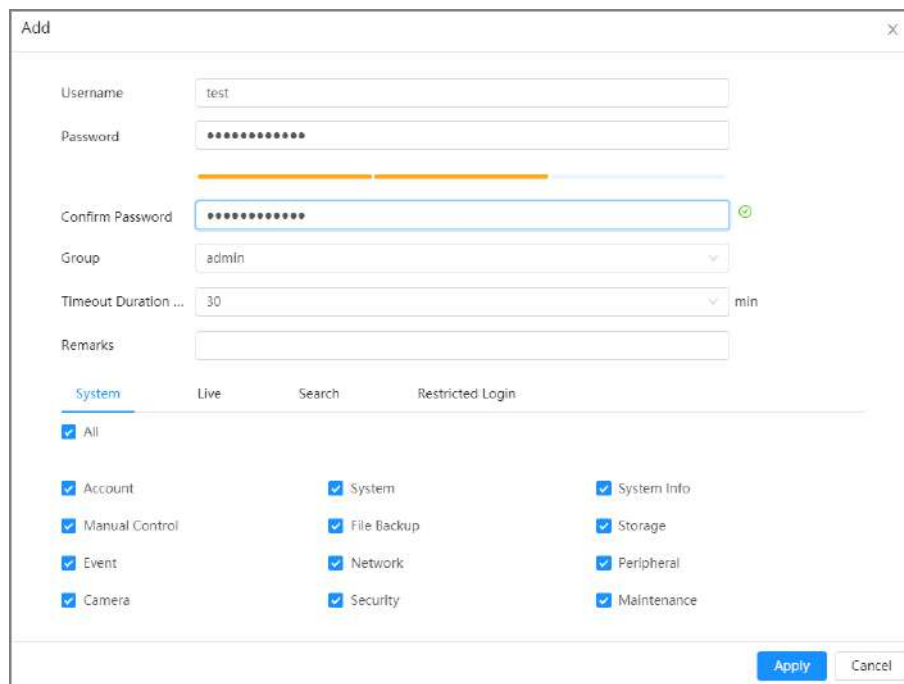 Add
Username test
Password ••••••••••••
Confirm Password ••••••••••••
Group admin
Timeout Duration ... 30 min
Remarks
System Live Search Restricted Login
All
Account System System Info
Manual Control File Backup Storage
Event Network Peripheral
Camera Security Maintenance
Apply Cancel